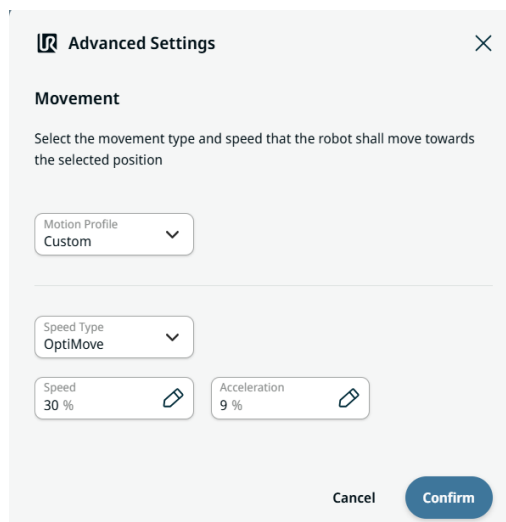 UR Advanced Settings
Movement
Select the movement type and speed that the robot shall move towards
the selected position
Motion Profile
Custom
Speed Type
OptiMove
Speed
30 %
Acceleration
9 %
Cancel
Confirm